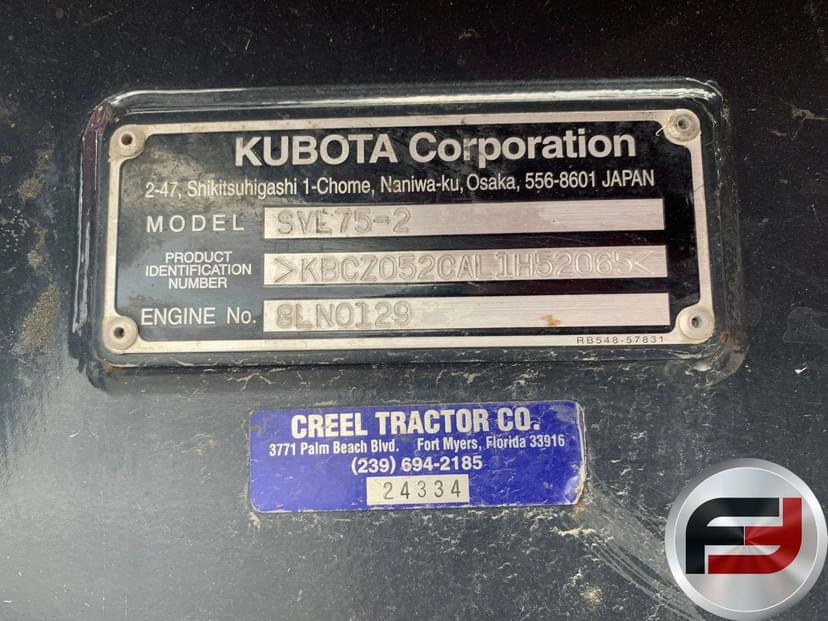 KUBOTA Corporation
2-47, Shikitsuhigashi 1-Chome, Naniwa-ku, Osaka, 556-8601 JAPAN
MODEL SVL75-2
PRODUCT
IDENTIFICATION
NUMBER
>KBCZ052CAL1H52065<
ENGINE No. 8LN0129
RB548-57831
CREEL TRACTOR CO.
3771 Palm Beach Blvd. Fort Myers, Florida 33916
(239) 694-2185
24334